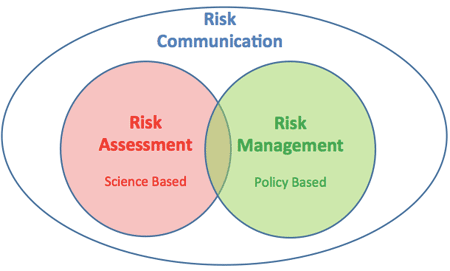 Risk
Communication
Risk
Assessment
Science Based
Risk
Management
Policy Based